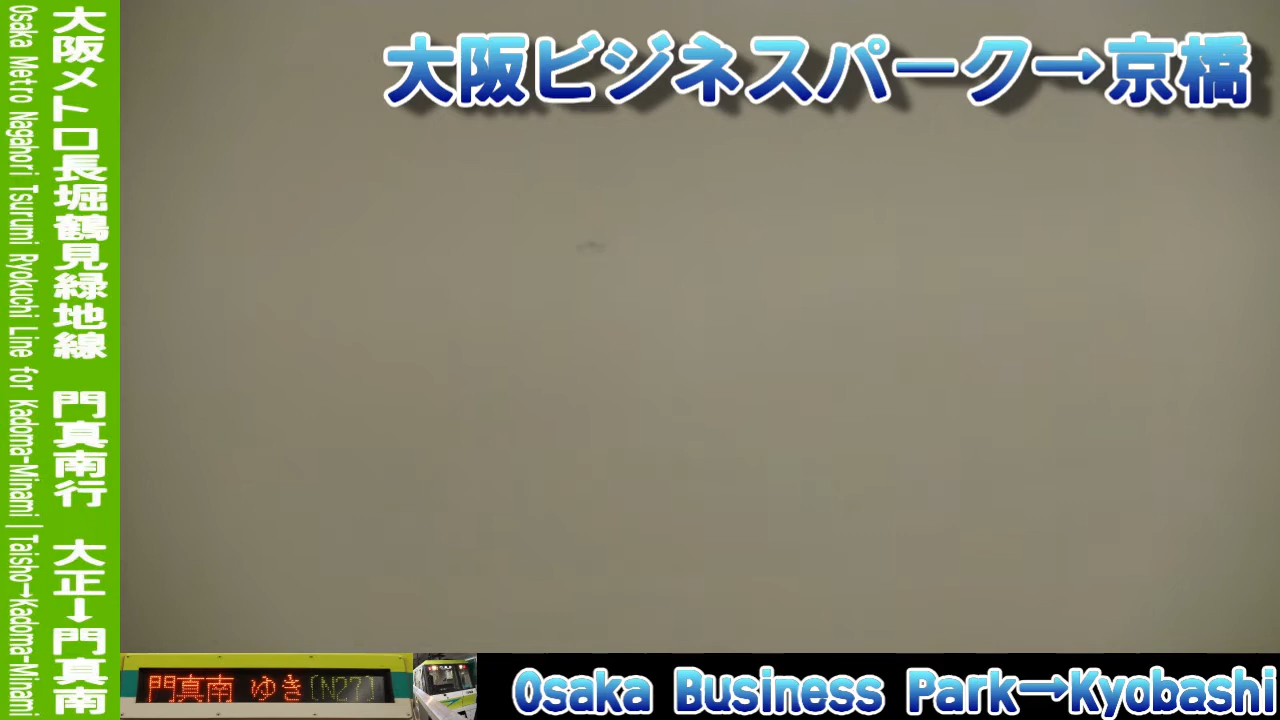 大阪メトロ長堀鶴見緑地線　門真南行　大正→門真南
Osaka Metro Nagahori Tsurumi Ryokuchi Line for Kadoma-Minami | Taisho→Kadoma-Minami
大阪ビジネスパーク→京橋
門真南 ゆき(N27)
Osaka Business Park→Kyobashi